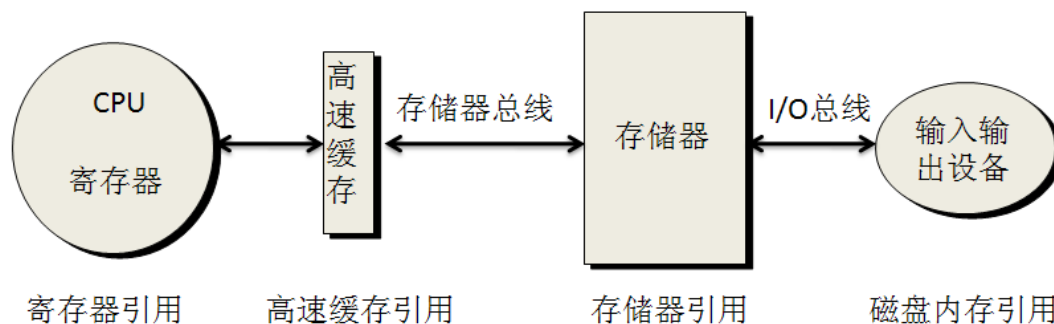 CPU
寄存器
高速缓存
存储器总线
存储器
I/O总线
输入输
出设备
寄存器引用
高速缓存引用
存储器引用
磁盘内存引用